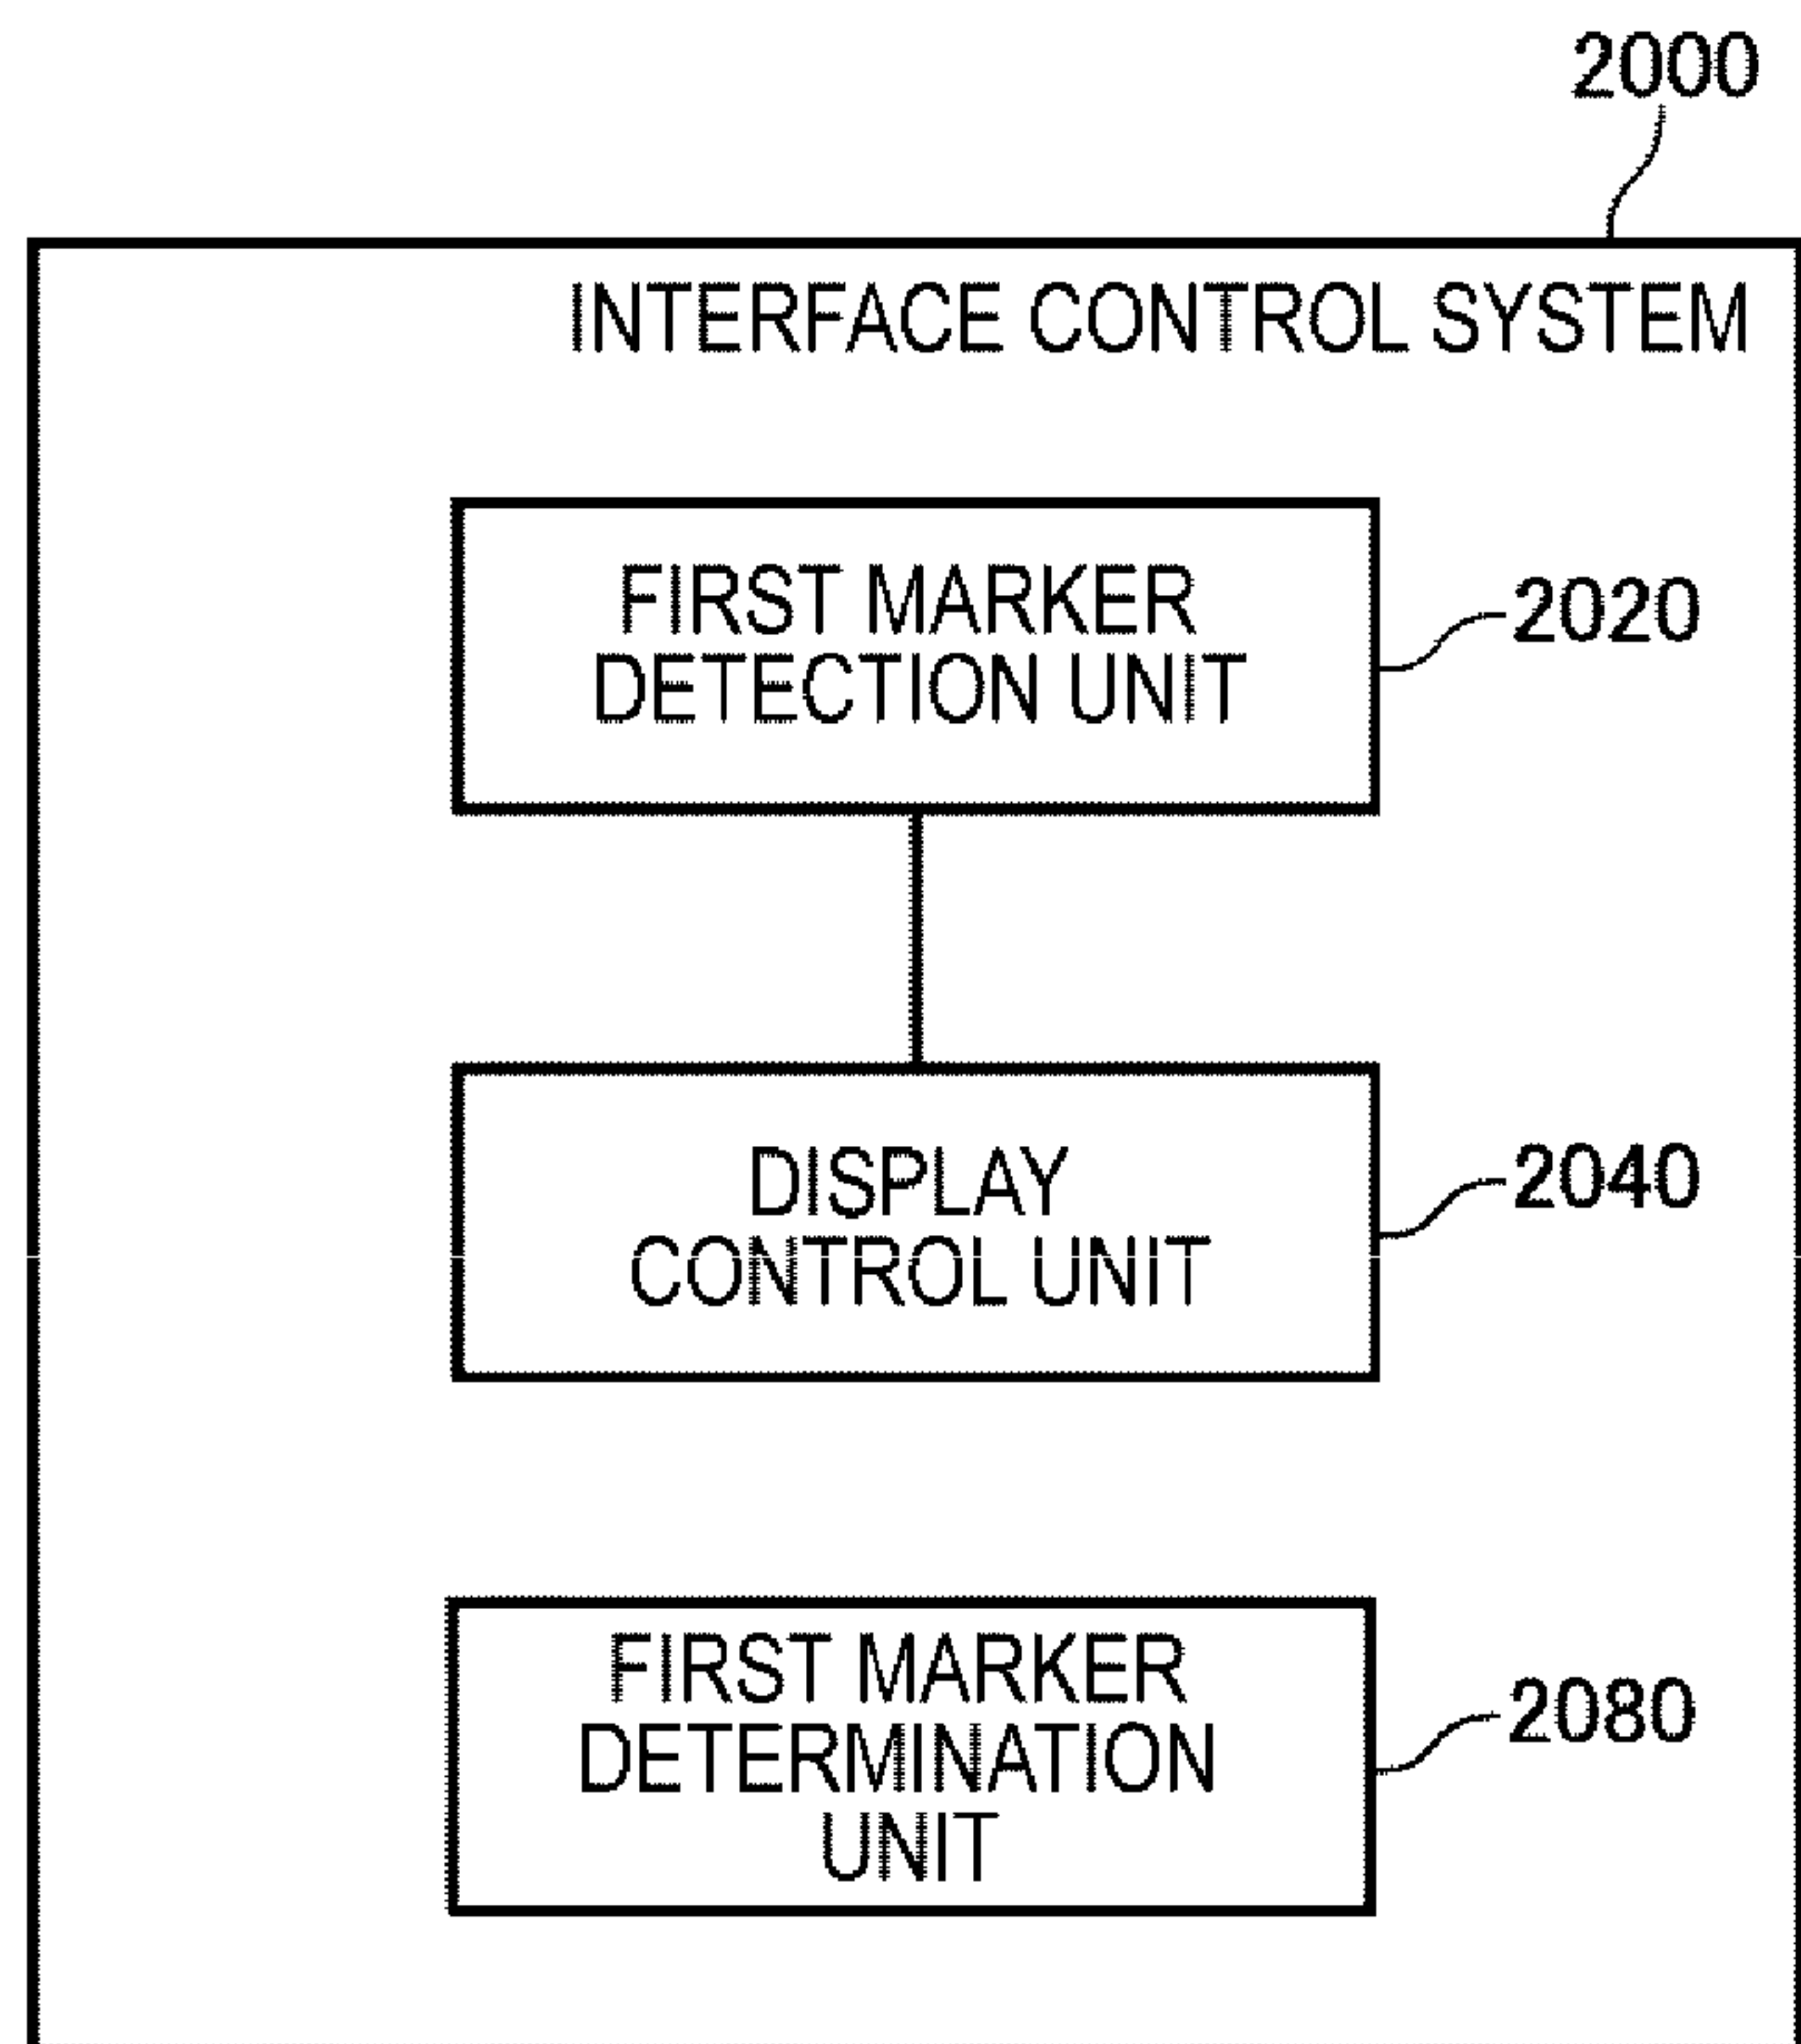 2000
INTERFACE CONTROL SYSTEM
FIRST MARKER
DETECTION UNIT
2020
DISPLAY
CONTROL UNIT
2040
FIRST MARKER
DETERMINATION
UNIT
2080